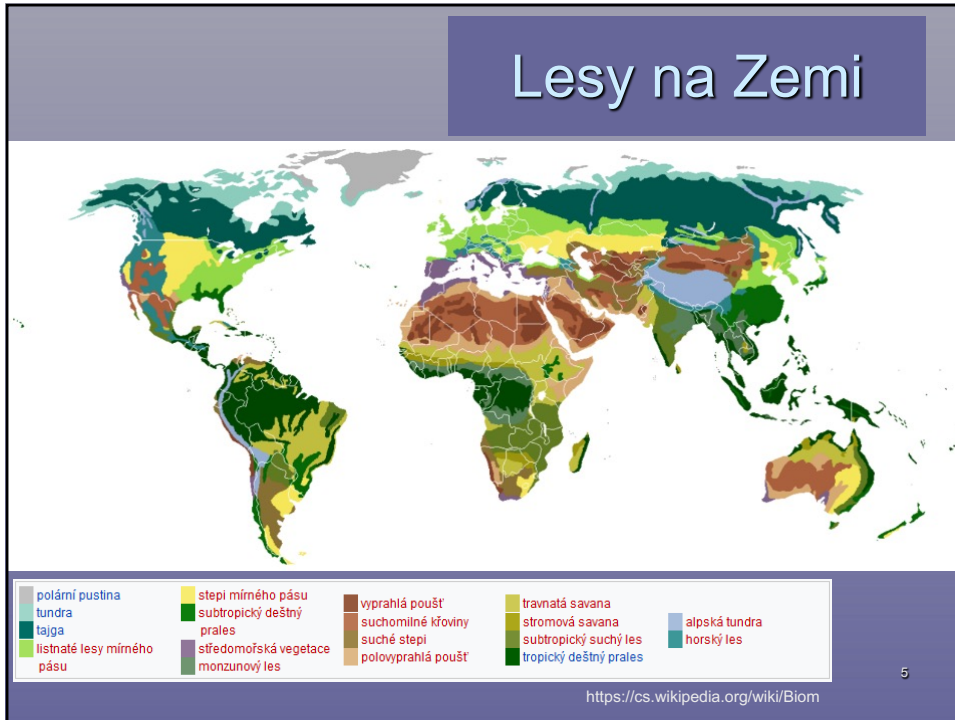 Lesy na Zemi
polární pustina
tundra
tajga
listnaté lesy mírného
pásu
stepi mírného pásu
subtropický deštný
prales
středomořská vegetace
monzunový les
vyprahlá poušť
suchomilné křoviny
suché stepi
polovyprahlá poušť
travnatá savana
stromová savana
subtropický suchý les
tropický deštný prales
alpská tundra
horský les
5
https://cs.wikipedia.org/wiki/Biom